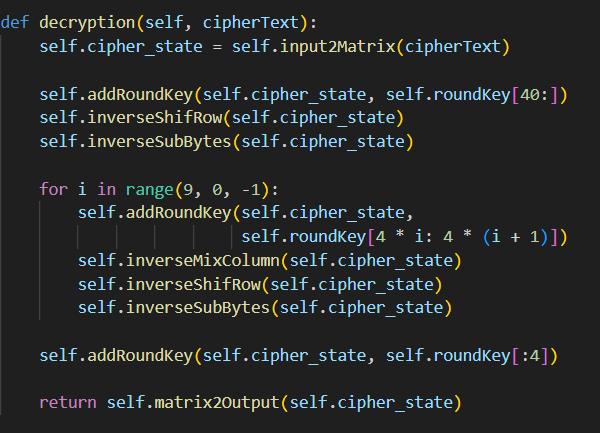 def decryption(self, cipherText):
    self.cipher_state = self.input2Matrix(cipherText)

    self.addRoundKey(self.cipher_state, self.roundKey[40:])
    self.inverseShifRow(self.cipher_state)
    self.inverseSubBytes(self.cipher_state)

    for i in range(9, 0, -1):
        self.addRoundKey(self.cipher_state,
                         self.roundKey[4 * i: 4 * (i + 1)])
        self.inverseMixColumn(self.cipher_state)
        self.inverseShifRow(self.cipher_state)
        self.inverseSubBytes(self.cipher_state)

    self.addRoundKey(self.cipher_state, self.roundKey[:4])

    return self.matrix2Output(self.cipher_state)